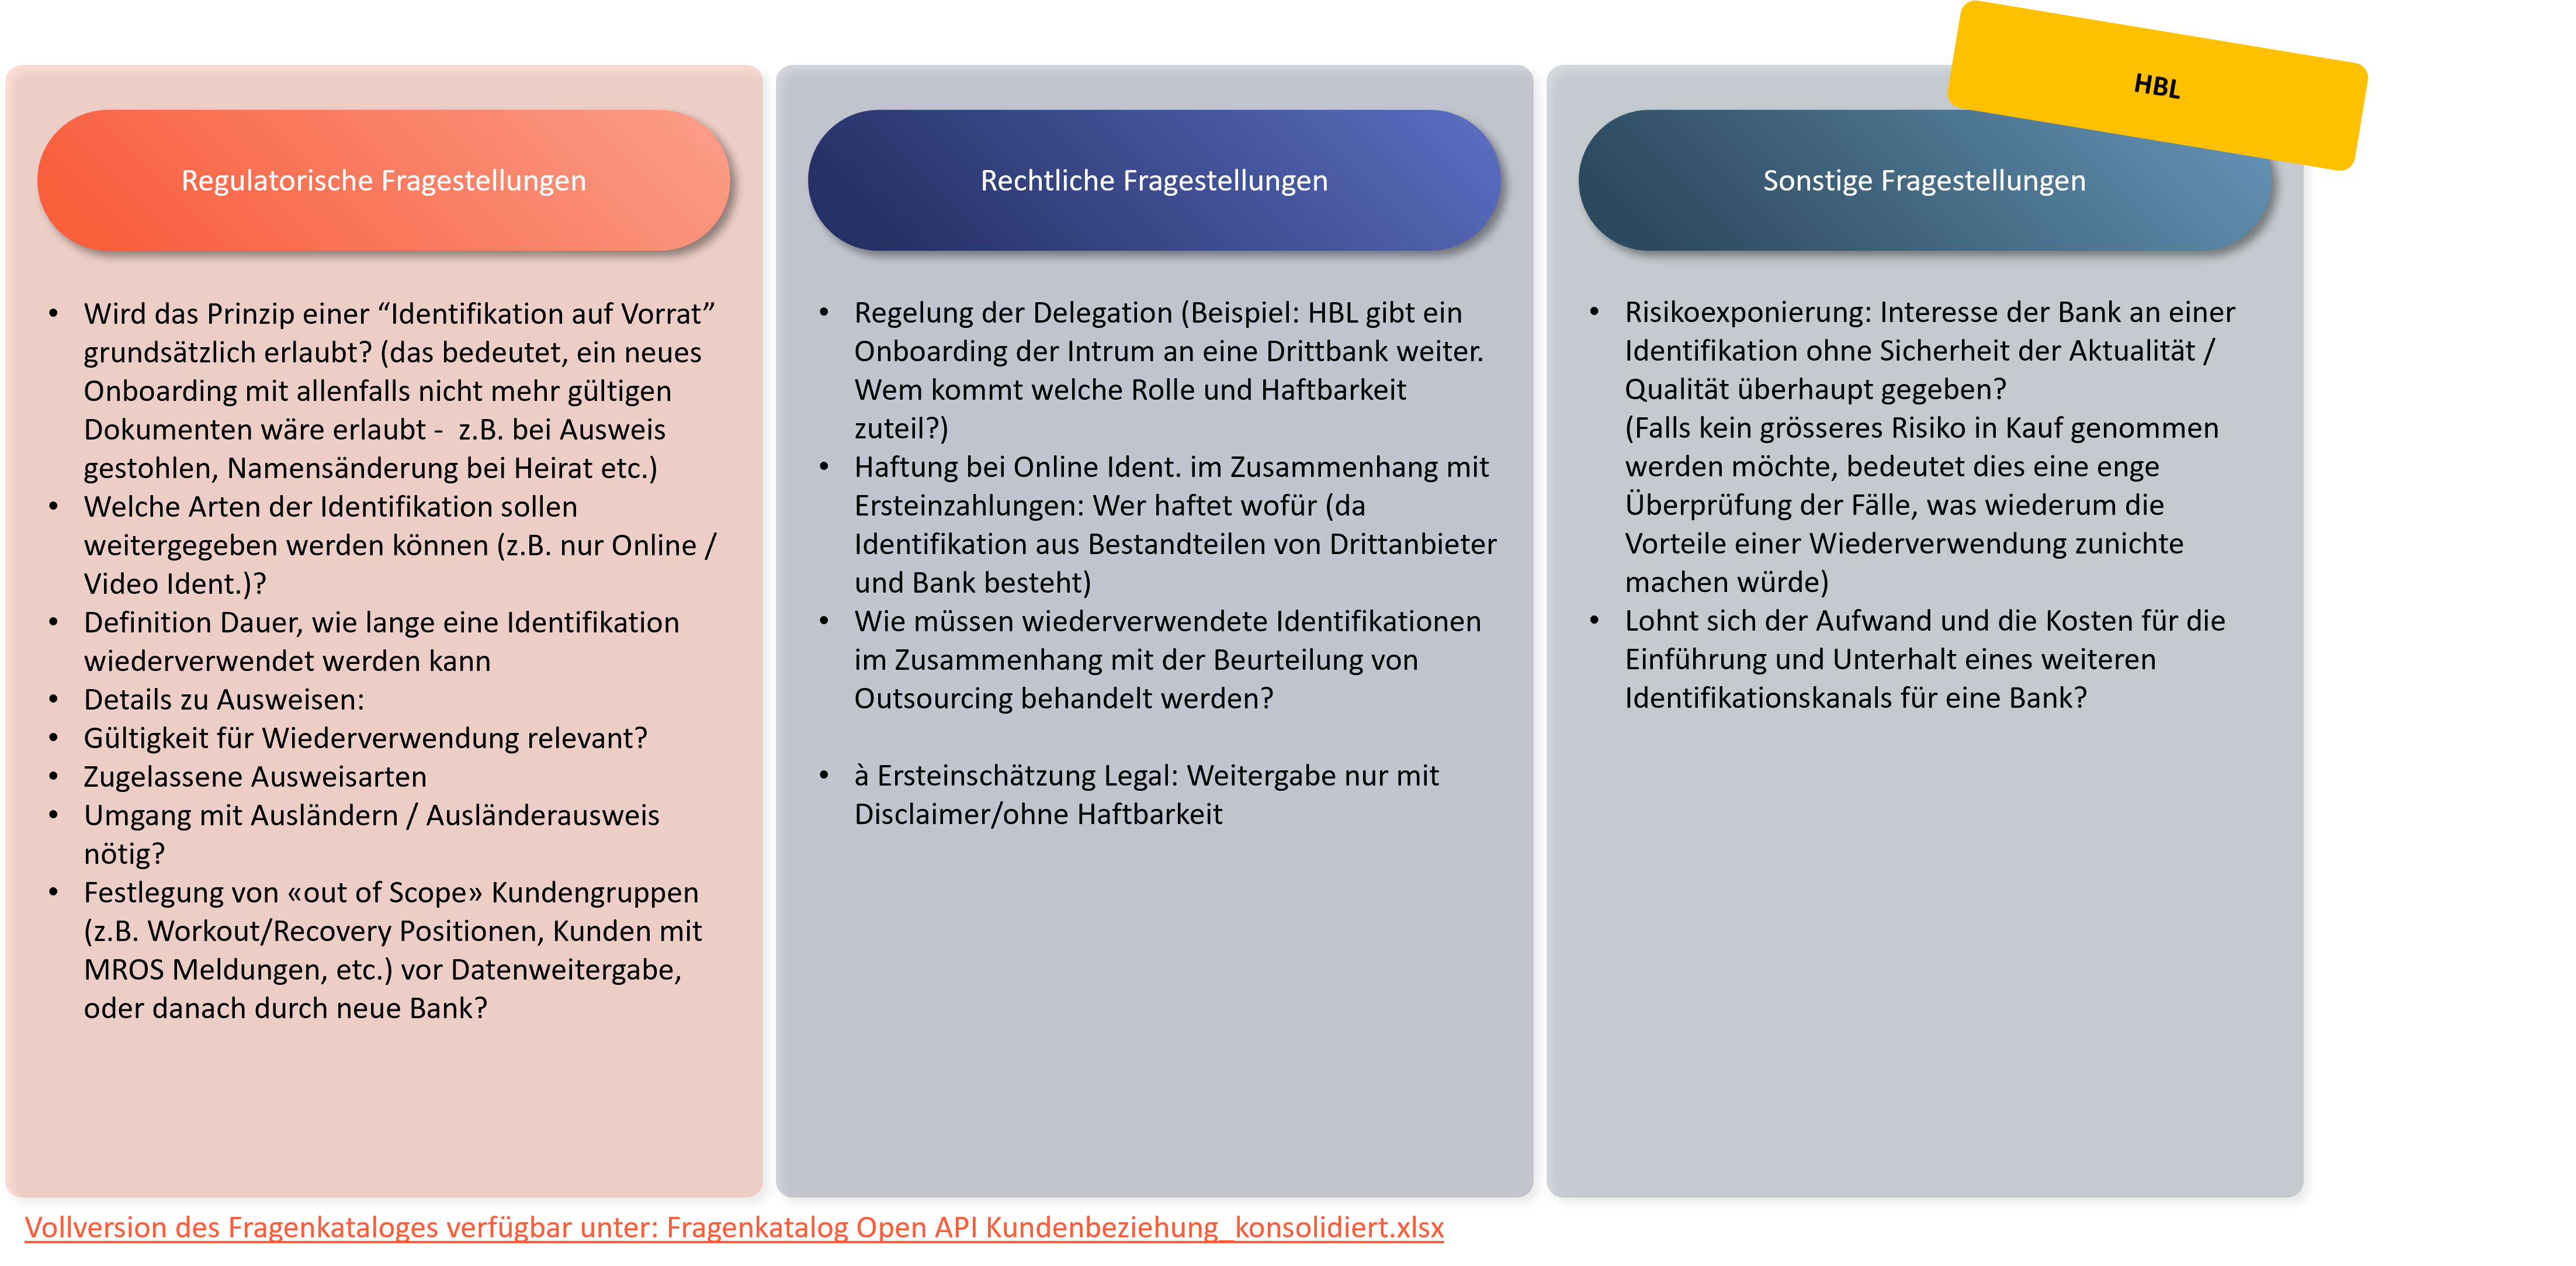 HBL
Regulatorische Fragestellungen
• Wird das Prinzip einer “Identifikation auf Vorrat”
grundsätzlich erlaubt? (das bedeutet, ein neues
Onboarding mit allenfalls nicht mehr gültigen
Dokumenten wäre erlaubt - z.B. bei Ausweis
gestohlen, Namensänderung bei Heirat etc.)
• Welche Arten der Identifikation sollen
weitergegeben werden können (z.B. nur Online /
Video Ident.)?
• Definition Dauer, wie lange eine Identifikation
wiederverwendet werden kann
• Details zu Ausweisen:
• Gültigkeit für Wiederverwendung relevant?
• Zugelassene Ausweisarten
• Umgang mit Ausländern / Ausländerausweis
nötig?
• Festlegung von «out of Scope» Kundengruppen
(z.B. Workout/Recovery Positionen, Kunden mit
MROS Meldungen, etc.) vor Datenweitergabe,
oder danach durch neue Bank?
Rechtliche Fragestellungen
• Regelung der Delegation (Beispiel: HBL gibt ein
Onboarding der Intrum an eine Drittbank weiter.
Wem kommt welche Rolle und Haftbarkeit
zuteil?)
• Haftung bei Online Ident. im Zusammenhang mit
Ersteinzahlungen: Wer haftet wofür (da
Identifikation aus Bestandteilen von Drittanbieter
und Bank besteht)
• Wie müssen wiederverwendete Identifikationen
im Zusammenhang mit der Beurteilung von
Outsourcing behandelt werden?
• à Ersteinschätzung Legal: Weitergabe nur mit
Disclaimer/ohne Haftbarkeit
Sonstige Fragestellungen
• Risikoexponierung: Interesse der Bank an einer
Identifikation ohne Sicherheit der Aktualität /
Qualität überhaupt gegeben?
(Falls kein grösseres Risiko in Kauf genommen
werden möchte, bedeutet dies eine enge
Überprüfung der Fälle, was wiederum die
Vorteile einer Wiederverwendung zunichte
machen würde)
• Lohnt sich der Aufwand und die Kosten für die
Einführung und Unterhalt eines weiteren
Identifikationskanals für eine Bank?
Vollversion des Fragenkataloges verfügbar unter: Fragenkatalog Open API Kundenbeziehung_konsolidiert.xlsx